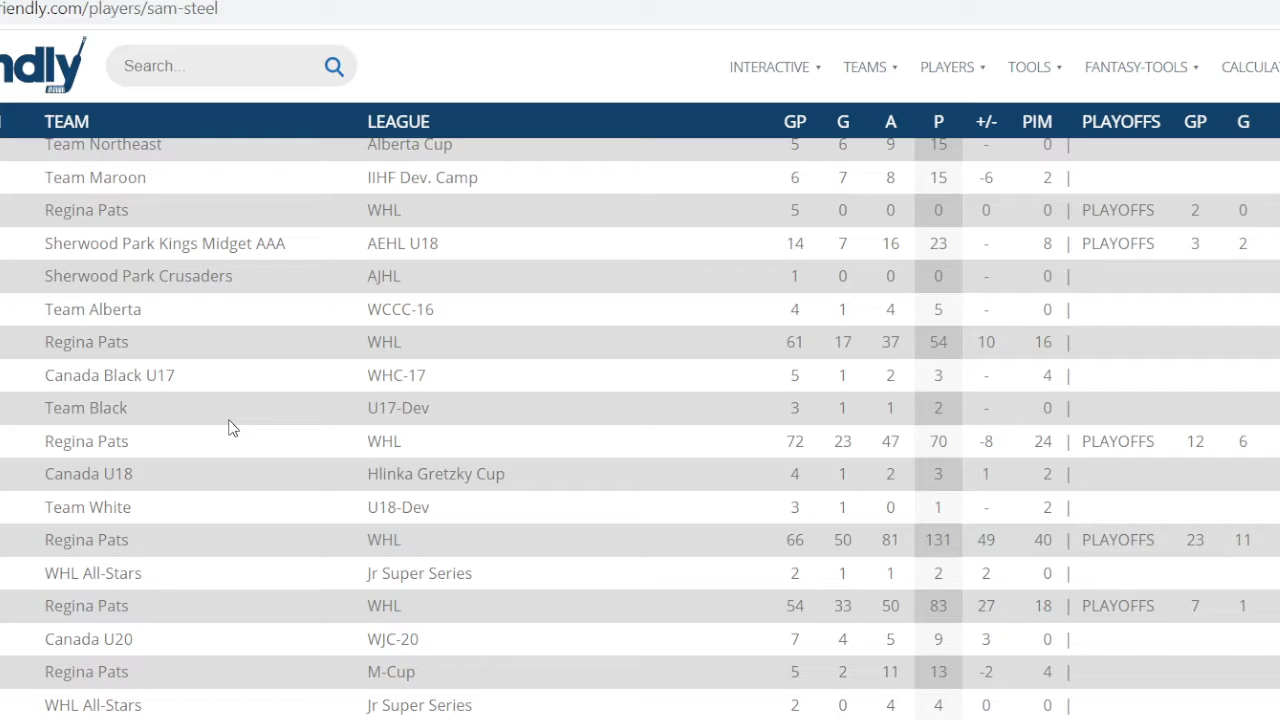 riendly.com/players/sam-steel
ndly Search... INTERACTIVE TEAMS PLAYERS TOOLS FANTASY-TOOLS CALCULA
TEAM LEAGUE GP G A P +/- PIM PLAYOFFS GP G
Team Northeast Alberta Cup 5 6 9 15 - 0 |
Team Maroon IIHF Dev. Camp 6 7 8 15 -6 2 |
Regina Pats WHL 5 0 0 0 0 0 | PLAYOFFS 2 0
Sherwood Park Kings Midget AAA AEHL U18 14 7 16 23 - 8 | PLAYOFFS 3 2
Sherwood Park Crusaders AJHL 1 0 0 0 - 0 |
Team Alberta WCCC-16 4 1 4 5 - 0 |
Regina Pats WHL 61 17 37 54 10 16 |
Canada Black U17 WHC-17 5 1 2 3 - 4 |
Team Black U17-Dev 3 1 1 2 - 0 |
Regina Pats WHL 72 23 47 70 -8 24 | PLAYOFFS 12 6
Canada U18 Hlinka Gretzky Cup 4 1 2 3 1 2 |
Team White U18-Dev 3 1 0 1 - 2 |
Regina Pats WHL 66 50 81 131 49 40 | PLAYOFFS 23 11
WHL All-Stars Jr Super Series 2 1 1 2 2 0 |
Regina Pats WHL 54 33 50 83 27 18 | PLAYOFFS 7 1
Canada U20 WJC-20 7 4 5 9 3 0 |
Regina Pats M-Cup 5 2 11 13 -2 4 |
WHL All-Stars Jr Super Series 2 0 4 4 0 0 |